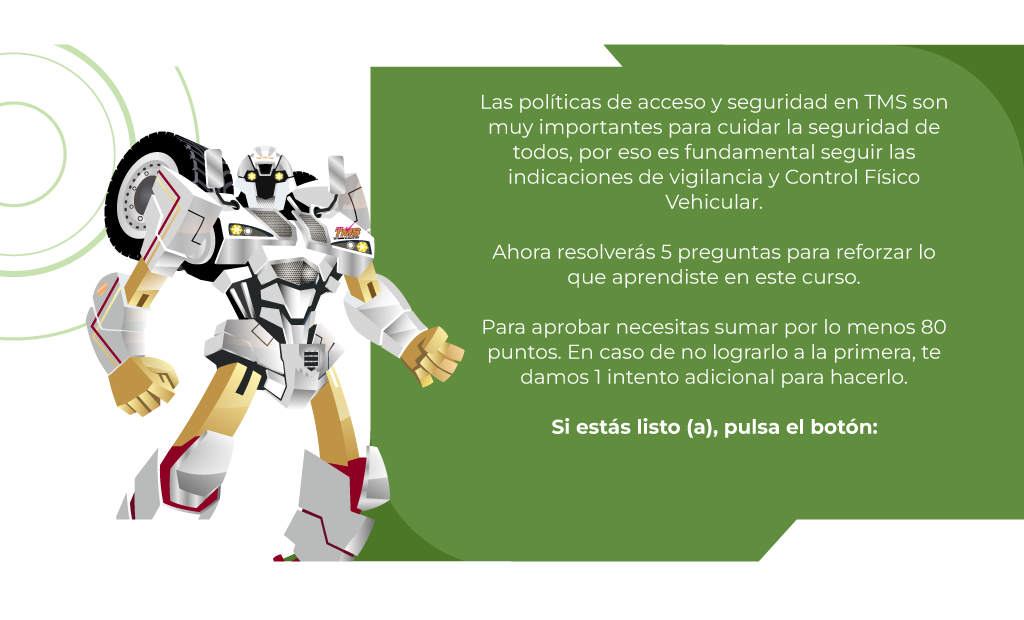 Las políticas de acceso y seguridad en TMS son
muy importantes para cuidar la seguridad de
todos, por eso es fundamental seguir las
indicaciones de vigilancia y Control Físico
Vehicular.
Ahora resolverás 5 preguntas para reforzar lo
que aprendiste en este curso.
Para aprobar necesitas sumar por lo menos 80
puntos. En caso de no lograrlo a la primera, te
damos 1 intento adicional para hacerlo.
Si estás listo (a), pulsa el botón:
TMS